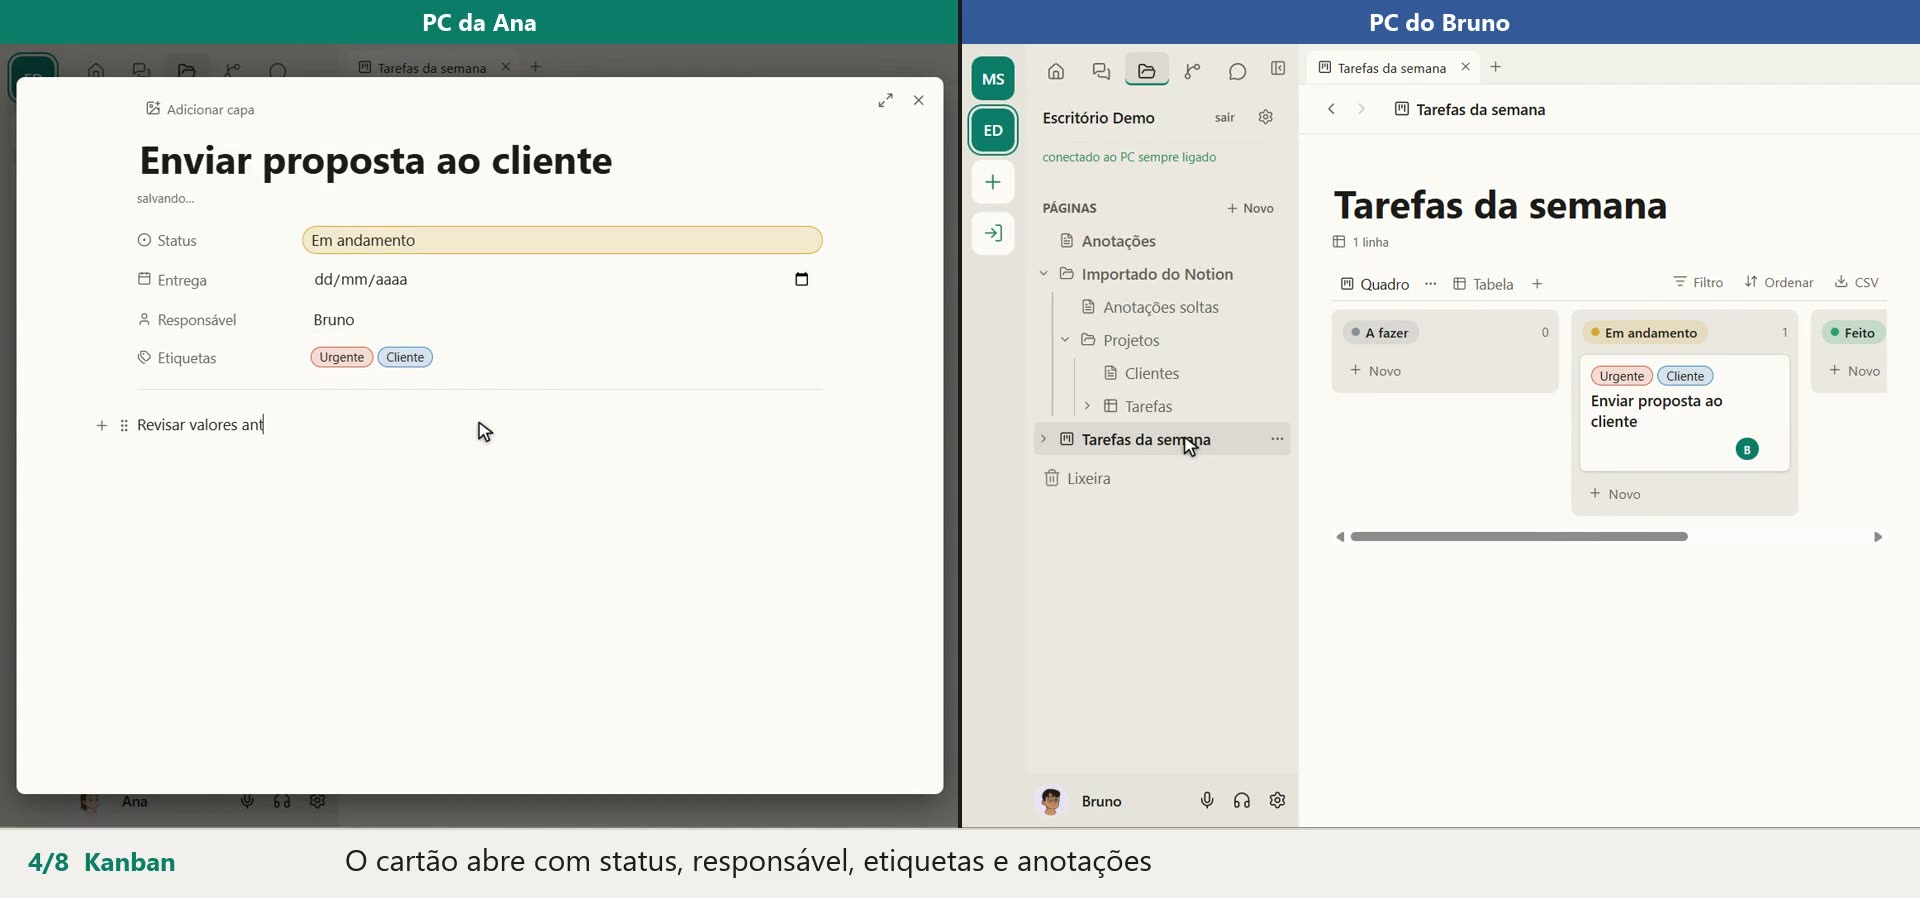 PC da Ana
Tarefas da semana
Adicionar capa
Enviar proposta ao cliente
salvando...
Status Em andamento
Entrega dd/mm/aaaa
Responsável Bruno
Etiquetas Urgente Cliente
Revisar valores ant
Ana
PC do Bruno
MS
ED
Escritório Demo sair
conectado ao PC sempre ligado
PÁGINAS + Novo
Anotações
Importado do Notion
Anotações soltas
Projetos
Clientes
Tarefas
Tarefas da semana
Lixeira
Bruno
Tarefas da semana
Tarefas da semana
Tarefas da semana
1 linha
Quadro Tabela Filtro Ordenar CSV
A fazer 0
+ Novo
Em andamento 1
Urgente Cliente
Enviar proposta ao
cliente
B
+ Novo
Feito
+ Novo
4/8 Kanban O cartão abre com status, responsável, etiquetas e anotações